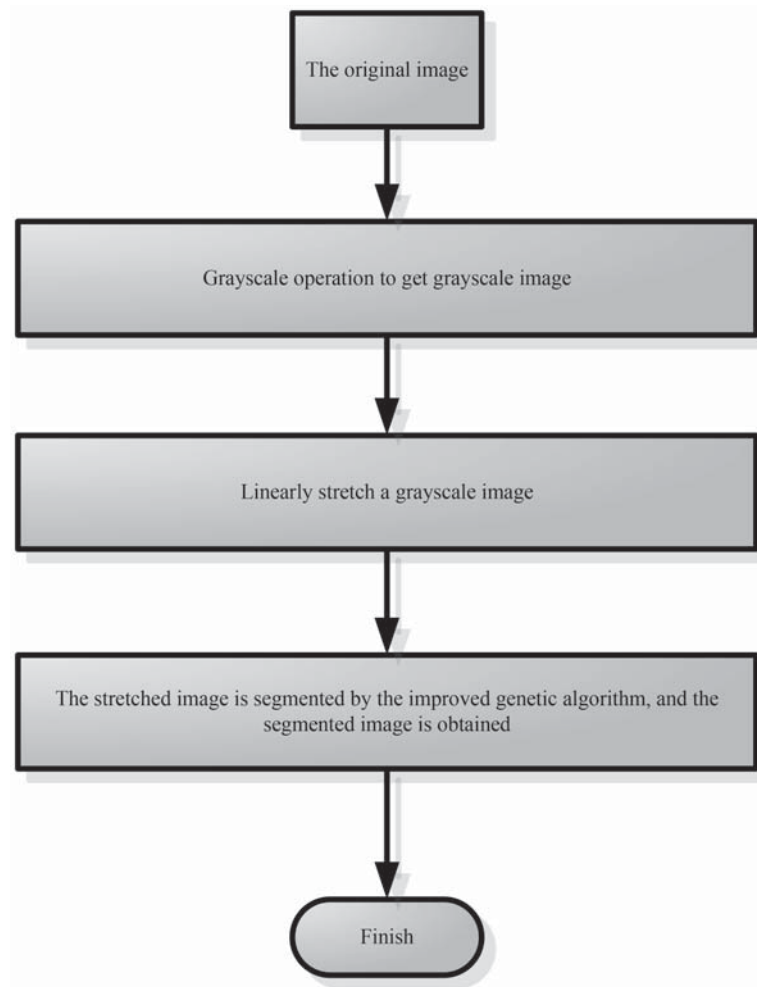 The original image
Grayscale operation to get grayscale image
Linearly stretch a grayscale image
The stretched image is segmented by the improved genetic algorithm, and the
segmented image is obtained
Finish